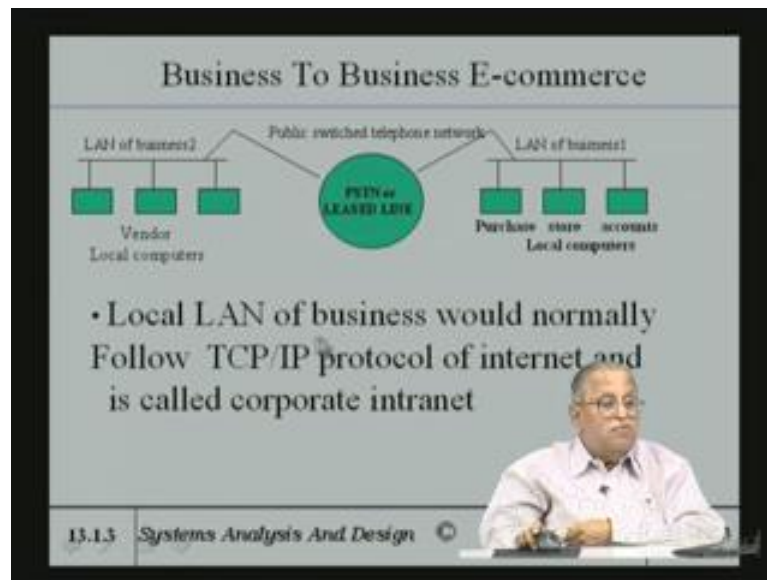 Business To Business E-commerce
Public switched telephone network
LAN of business2
LAN of business1
PSTN or
LEASED LINE
Vendor
Local computers
Purchase store accounts
Local computers
• Local LAN of business would normally
Follow TCP/IP protocol of internet and
is called corporate intranet
13.1.3 Systems Analysis And Design ©